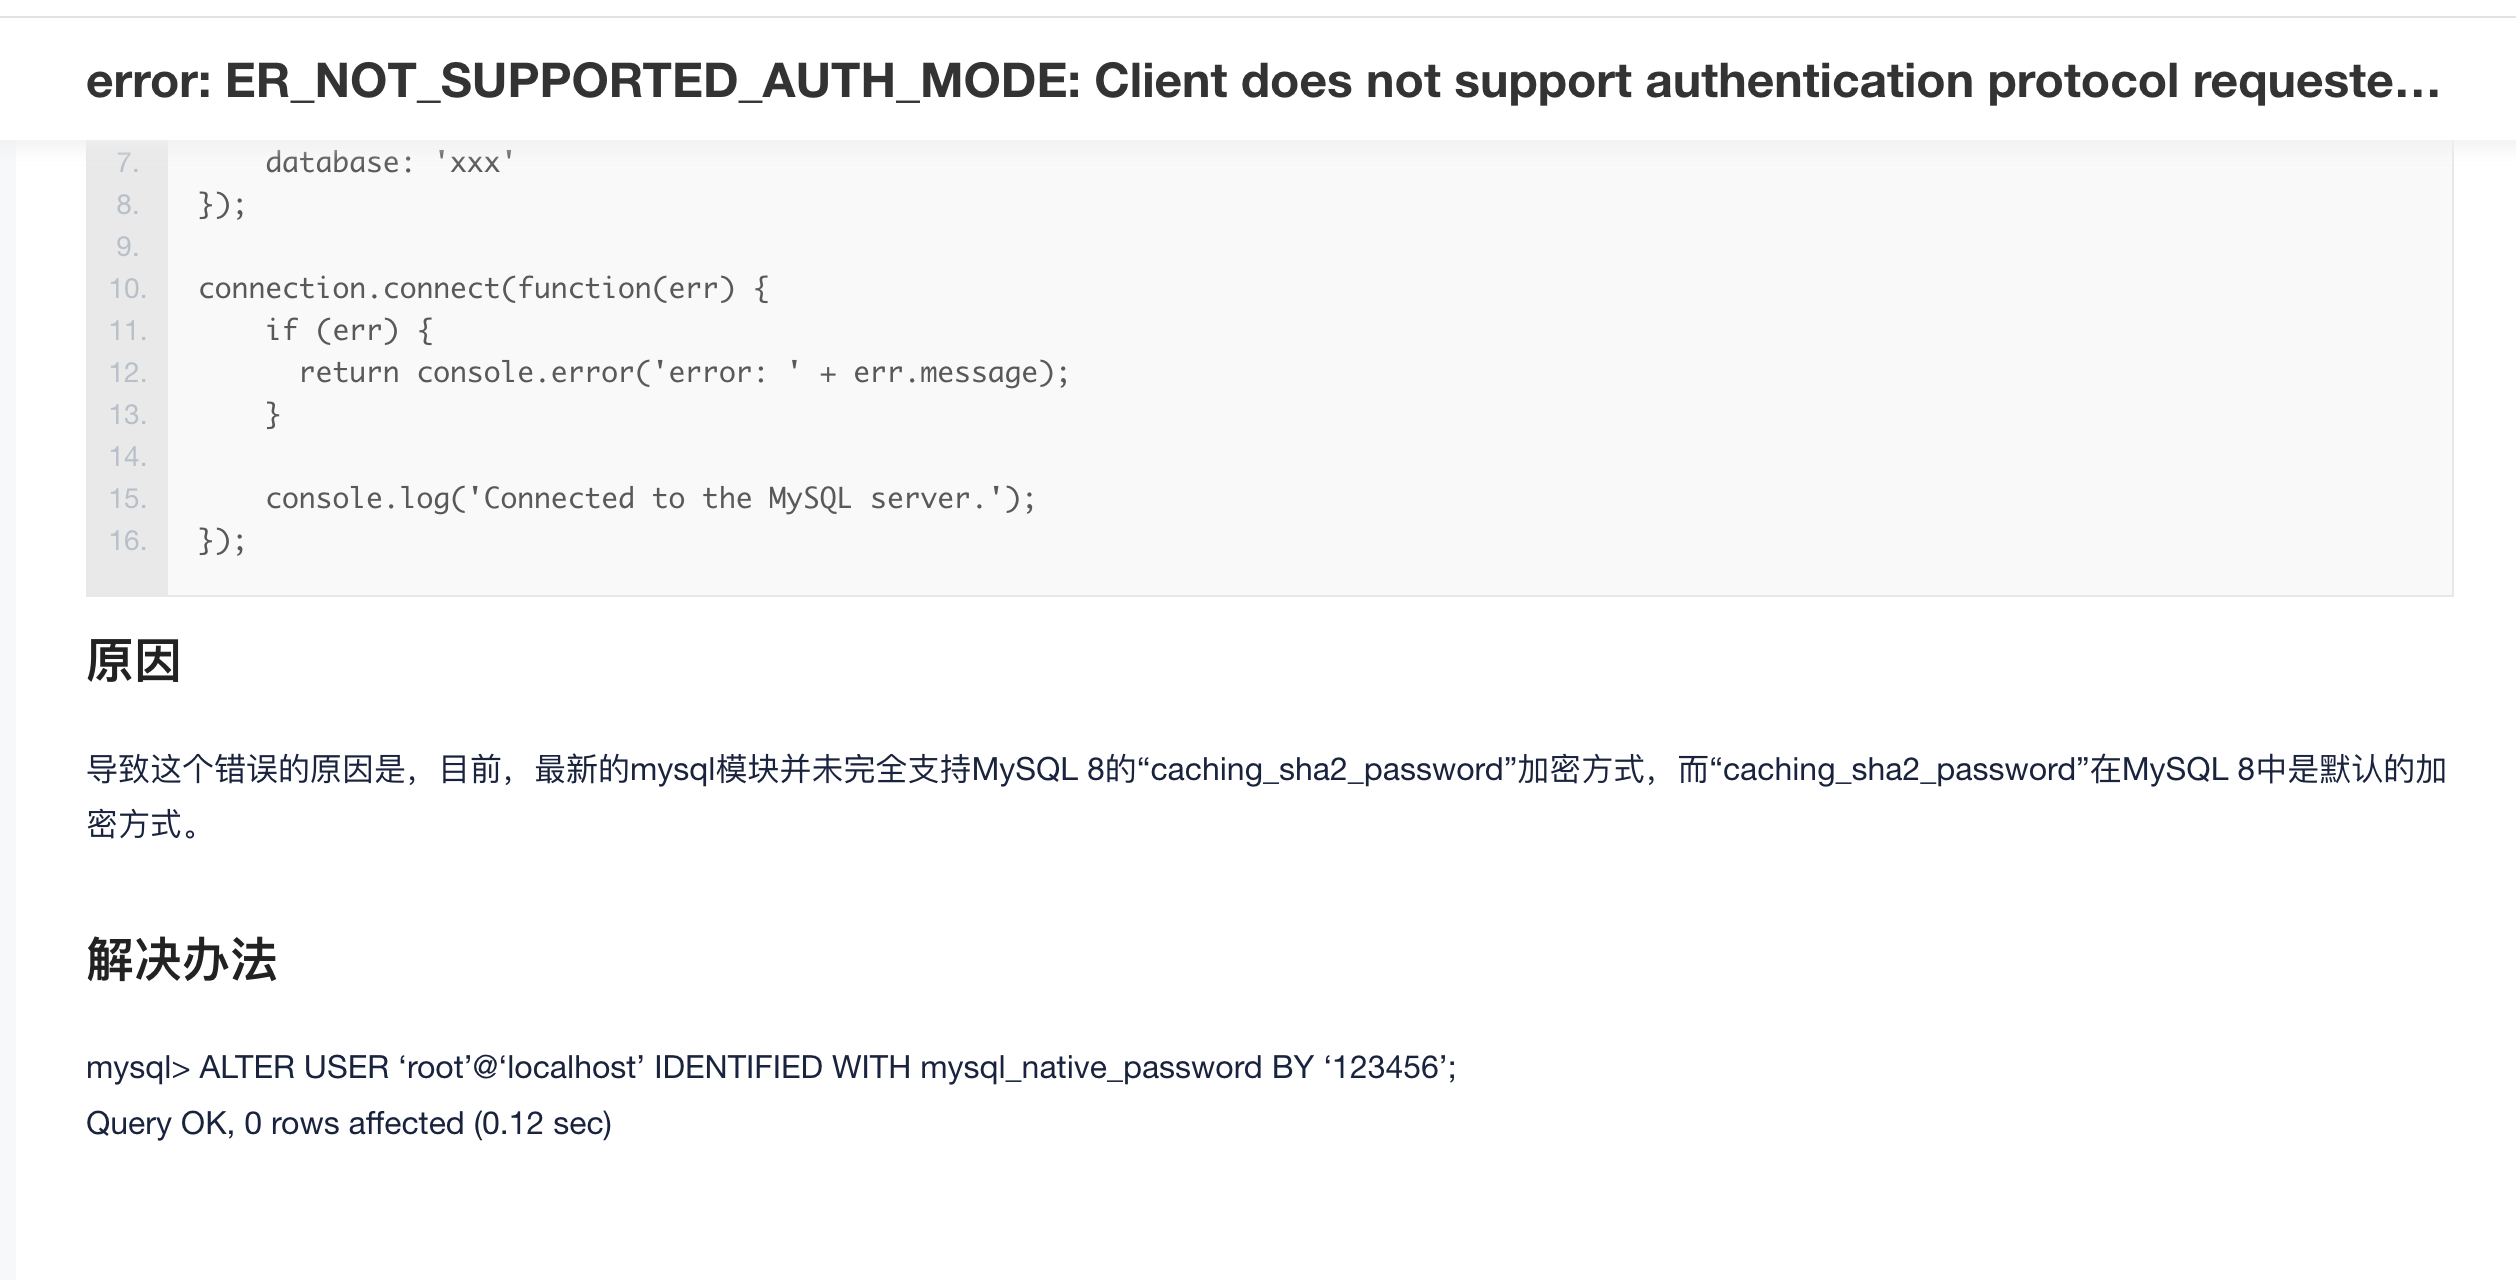 error: ER_NOT_SUPPORTED_AUTH_MODE: Client does not support authentication protocol requeste...
7.     database: 'xxx'
8. });
9.
10. connection.connect(function(err) {
11.     if (err) {
12.       return console.error('error: ' + err.message);
13.     }
14.
15.     console.log('Connected to the MySQL server.');
16. });
原因
导致这个错误的原因是，目前，最新的mysql模块并未完全支持MySQL 8的“caching_sha2_password”加密方式，而“caching_sha2_password”在MySQL 8中是默认的加
密方式。
解决办法
mysql> ALTER USER ‘root’@‘localhost’ IDENTIFIED WITH mysql_native_password BY ‘123456’;
Query OK, 0 rows affected (0.12 sec)